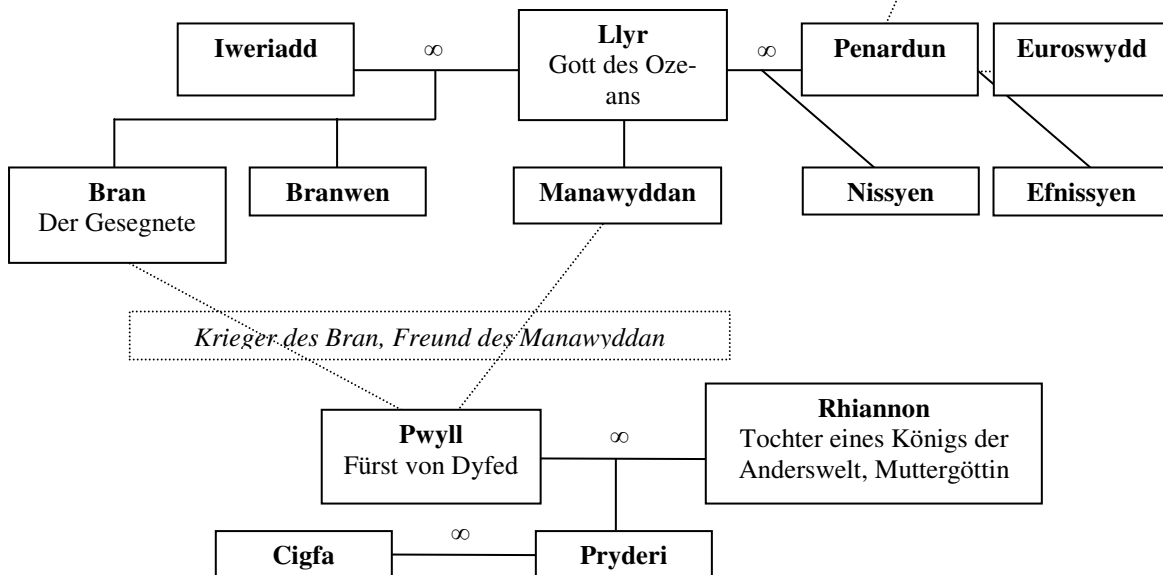 Iweriadd
∞
Llyr
Gott des Oze-
ans
∞
Penardun
Euroswydd
Bran
Der Gesegnete
Branwen
Manawyddan
Nissyen
Efnissyen
Krieger des Bran, Freund des Manawyddan
Pwyll
Fürst von Dyfed
∞
Rhiannon
Tochter eines Königs der
Anderswelt, Muttergöttin
Cigfa
∞
Pryderi